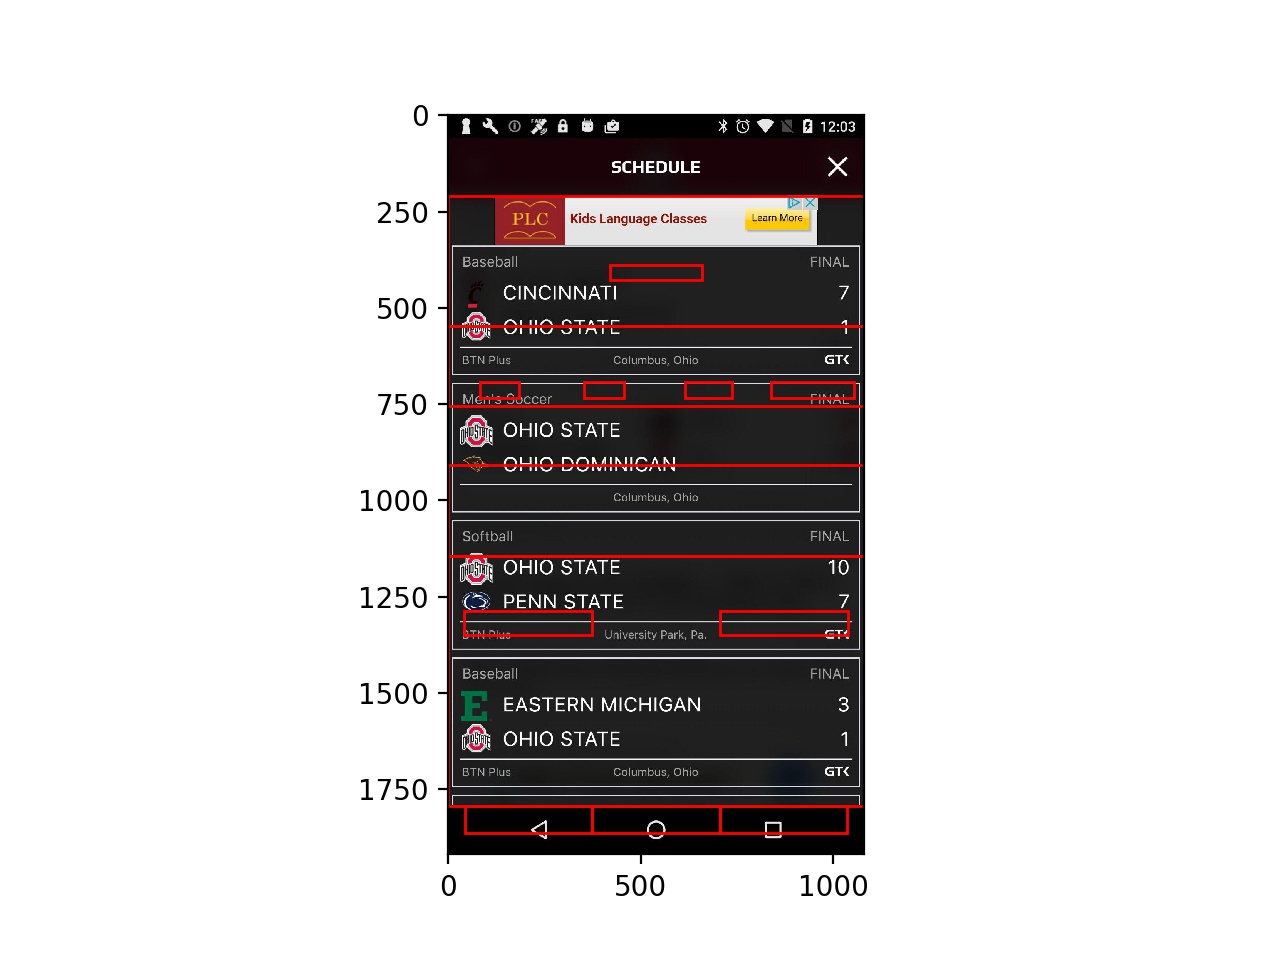 0
250
500
750
1000
1250
1500
1750
0 500 1000
12:03
SCHEDULE
PLC Kids Language Classes Learn More
Baseball FINAL
CINCINNATI 7
OHIO STATE 1
BTN Plus Columbus, Ohio GTK
Men's Soccer FINAL
OHIO STATE
OHIO DOMINICAN
Columbus, Ohio
Softball FINAL
OHIO STATE 10
PENN STATE 7
BTN Plus University Park, Pa. GTK
Baseball FINAL
EASTERN MICHIGAN 3
OHIO STATE 1
BTN Plus Columbus, Ohio GTK